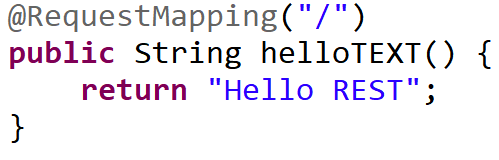 @RequestMapping("/")
public String helloTEXT() {
    return "Hello REST";
}